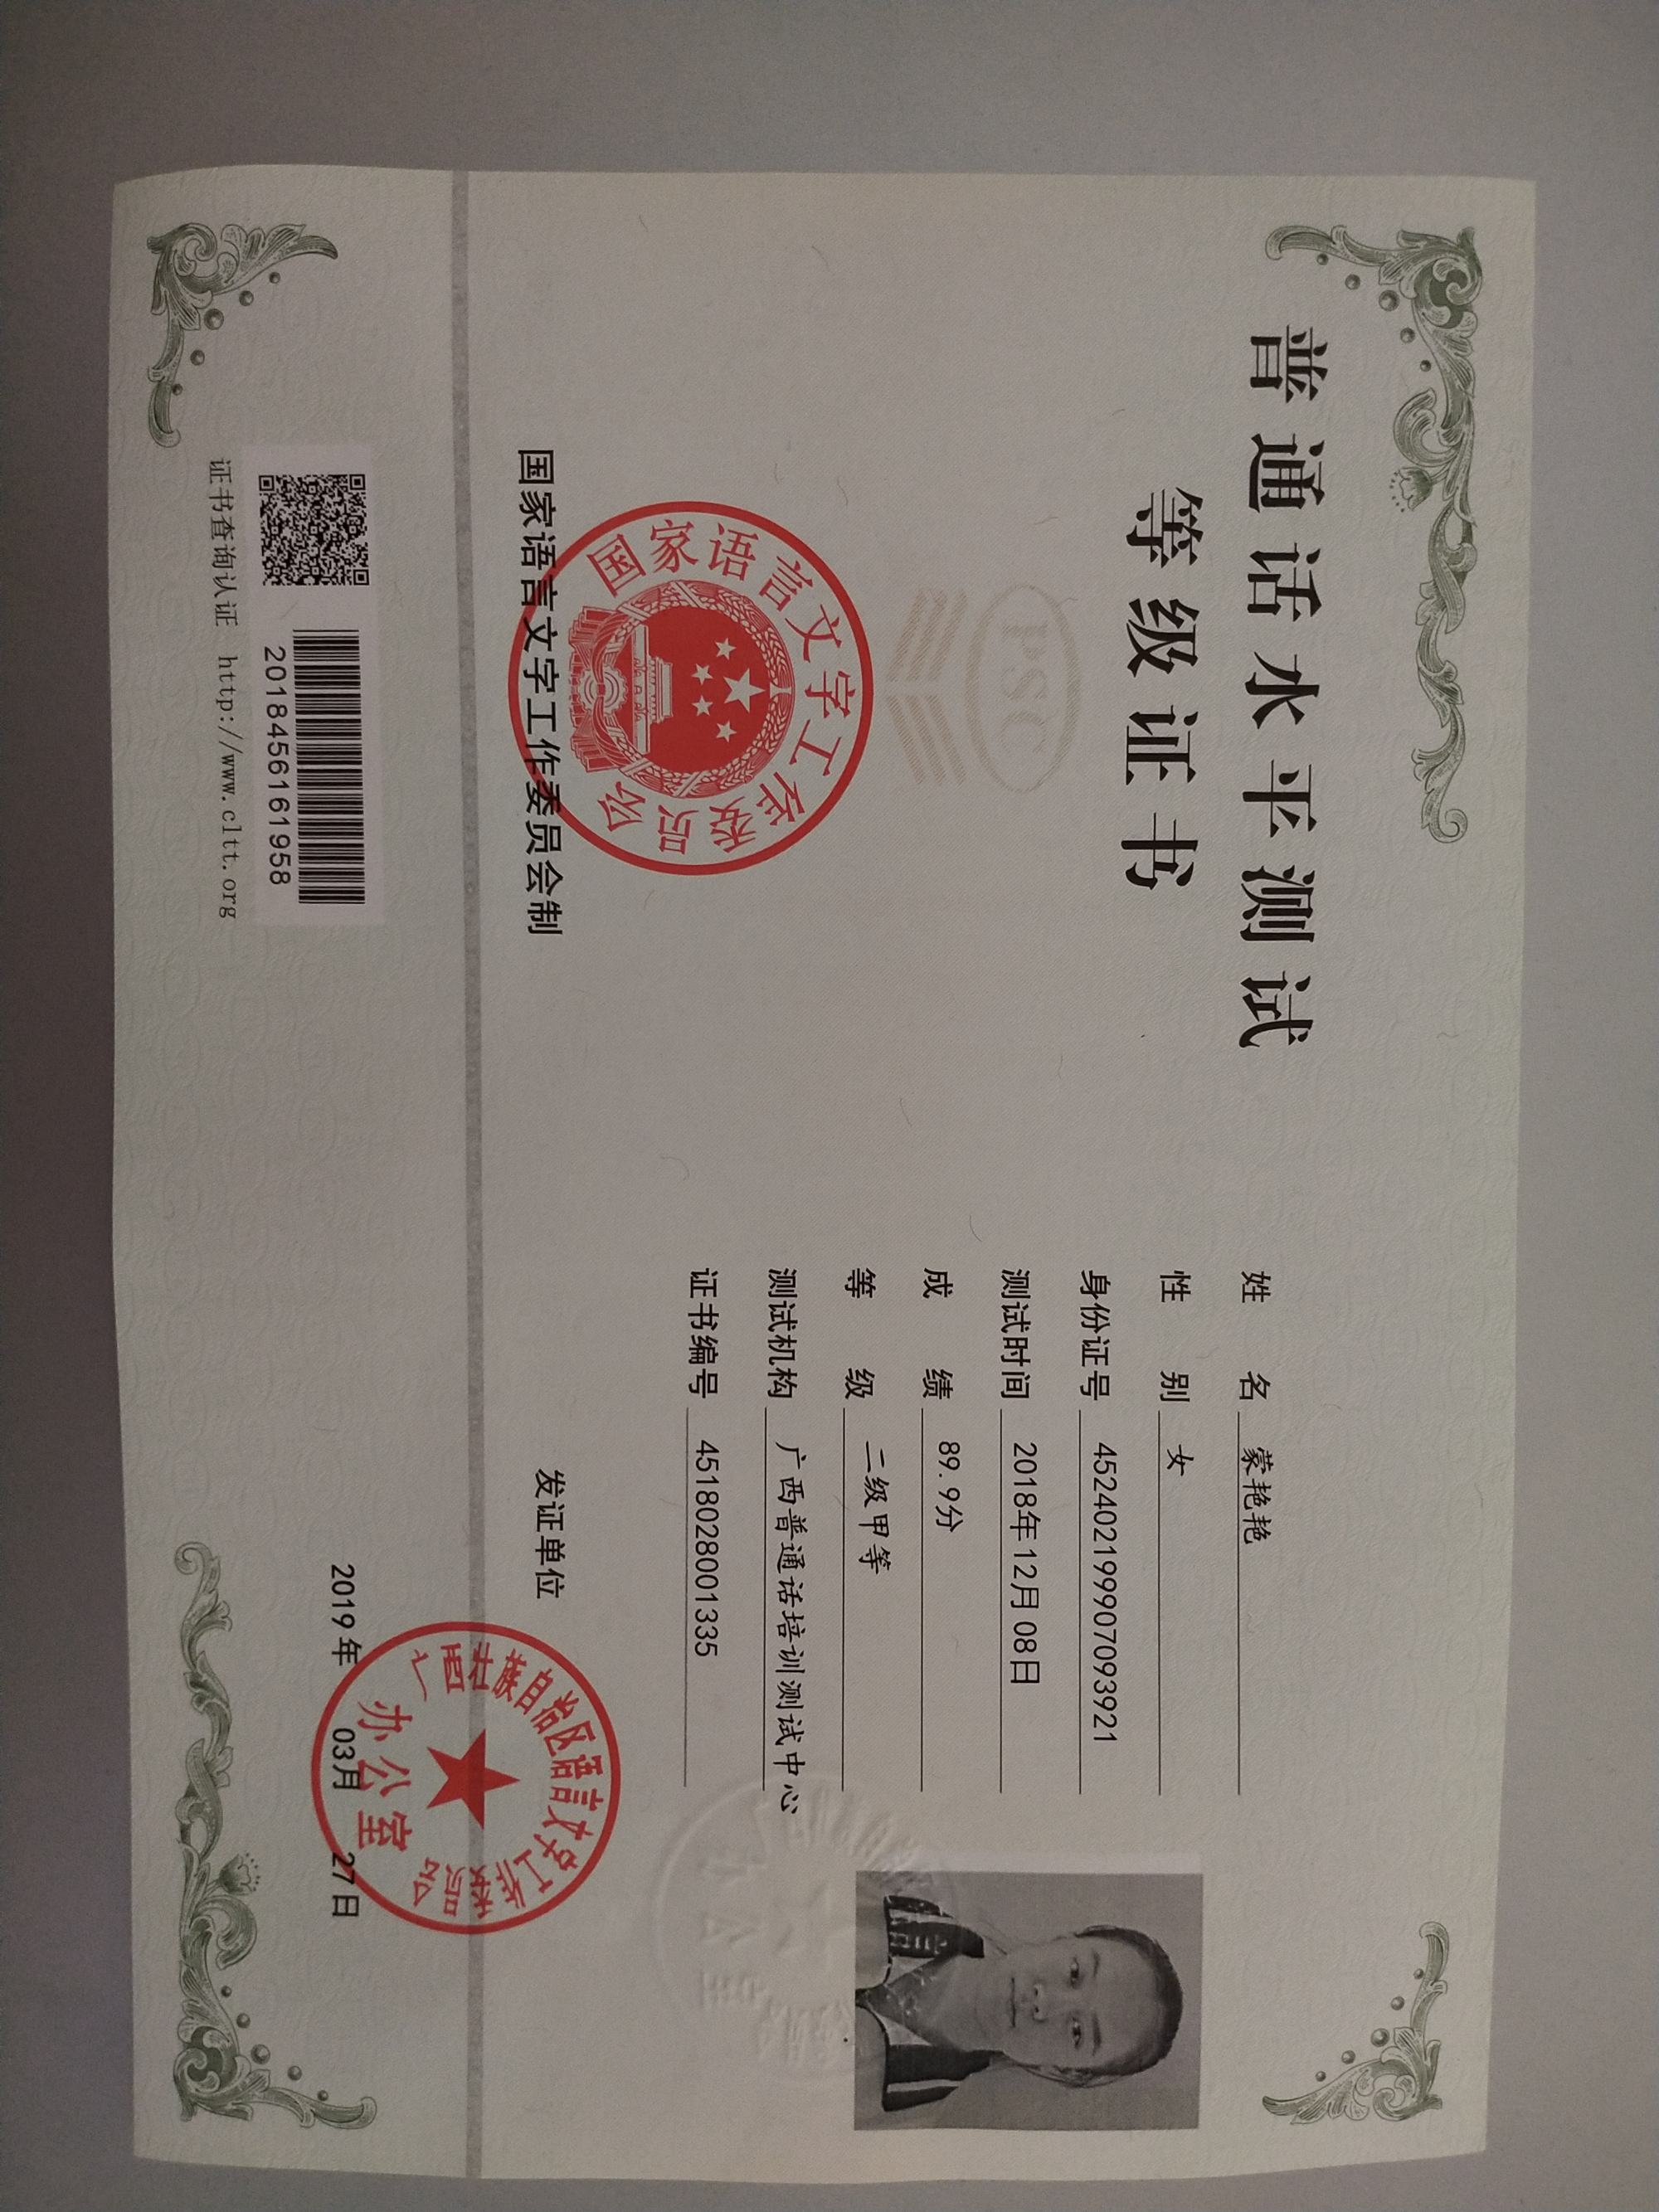 普通话水平测试
等级证书
PSC
国家语言文字工作委员会
国家语言文字工作委员会制
201845616161958
证书查询认证 http://www.cltt.org
姓名 蒙艳艳
性别 女
身份证号 452402199907093921
测试时间 2018年12月08日
成绩 89.9分
等级 二级甲等
测试机构 广西普通话培训测试中心
证书编号 4518028001335
发证单位
广西壮族自治区语言文字工作委员会
办公室
2019年 03月 27日